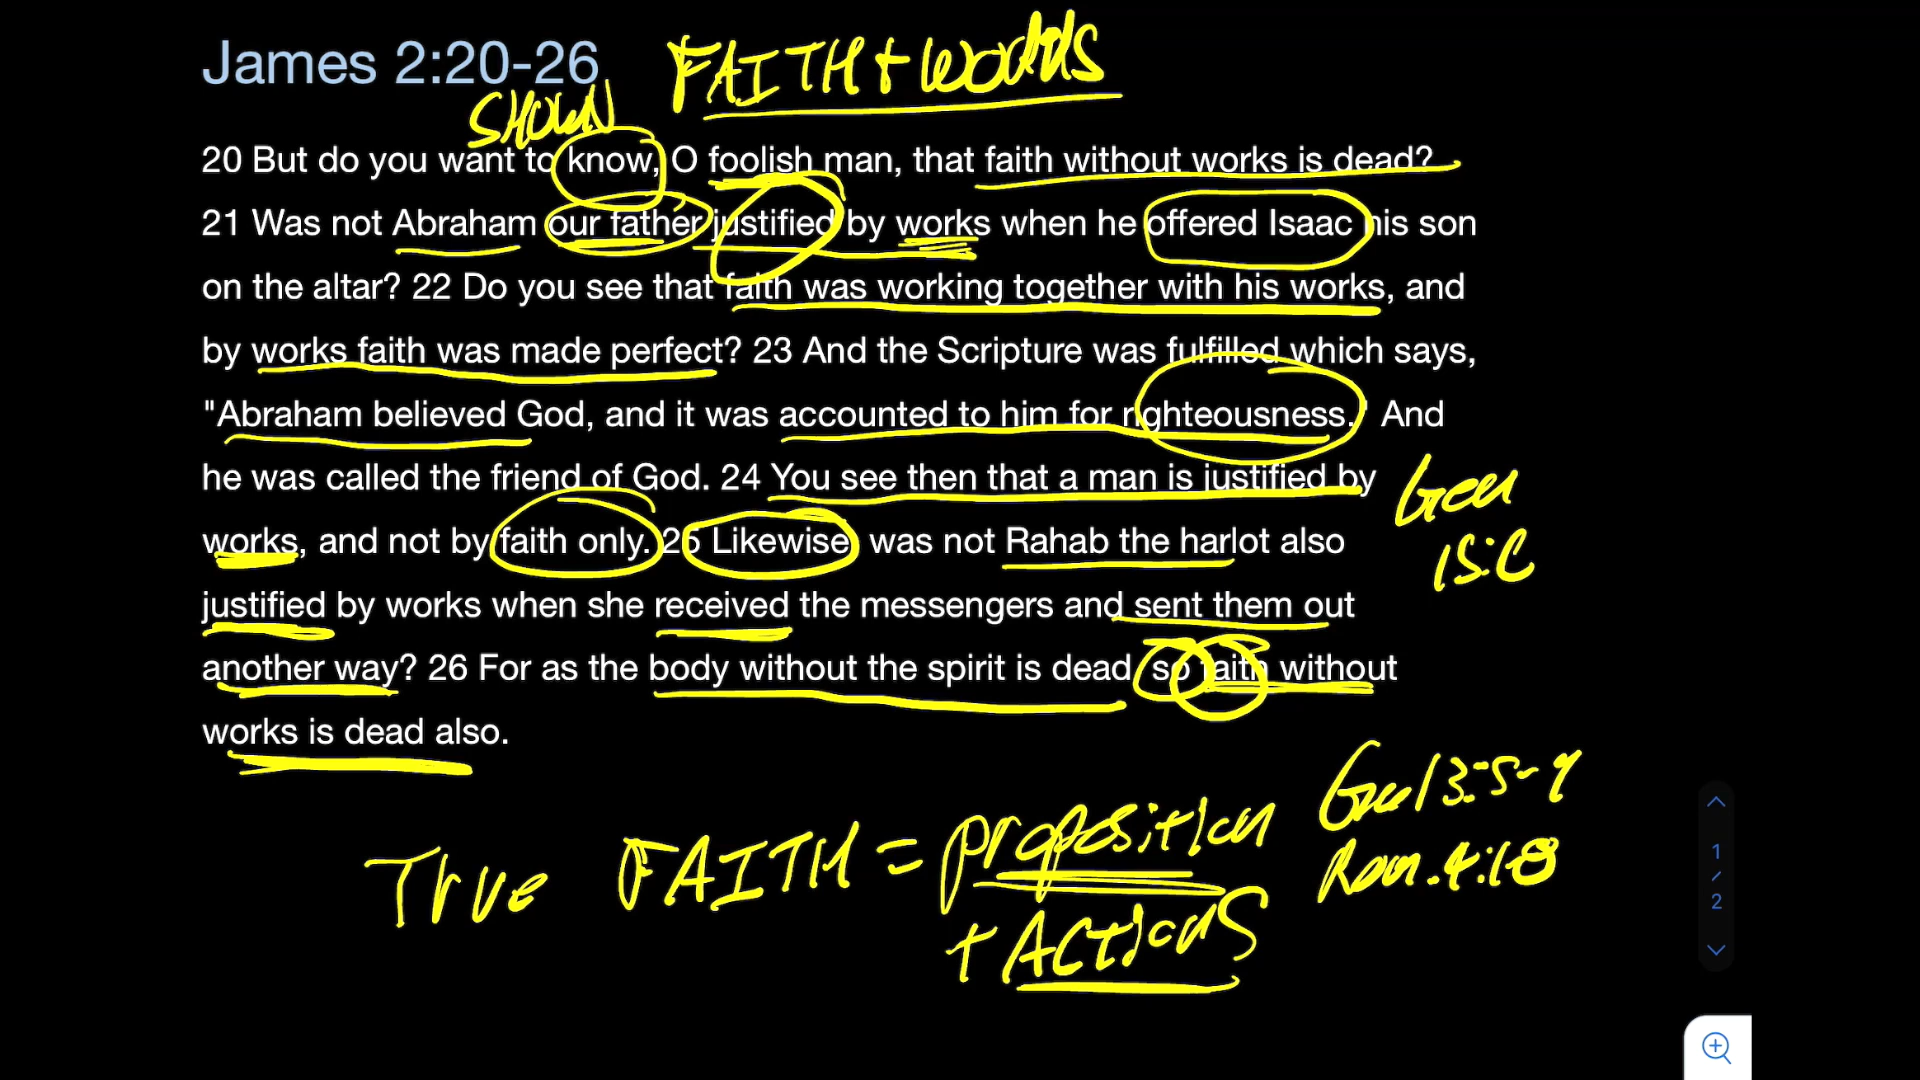 James 2:20-26 FAITH + WORKS
SHOWN
20 But do you want to know, O foolish man, that faith without works is dead?
21 Was not Abraham our father justified by works when he offered Isaac his son
on the altar? 22 Do you see that faith was working together with his works, and
by works faith was made perfect? 23 And the Scripture was fulfilled which says,
"Abraham believed God, and it was accounted to him for righteousness." And
he was called the friend of God. 24 You see then that a man is justified by
Gen
works, and not by faith only. 25 Likewise, was not Rahab the harlot also
15:6
justified by works when she received the messengers and sent them out
another way? 26 For as the body without the spirit is dead, so faith without
works is dead also.
True FAITH = proposition
+ ACTIONS
Rom. 4:18
1
/
2